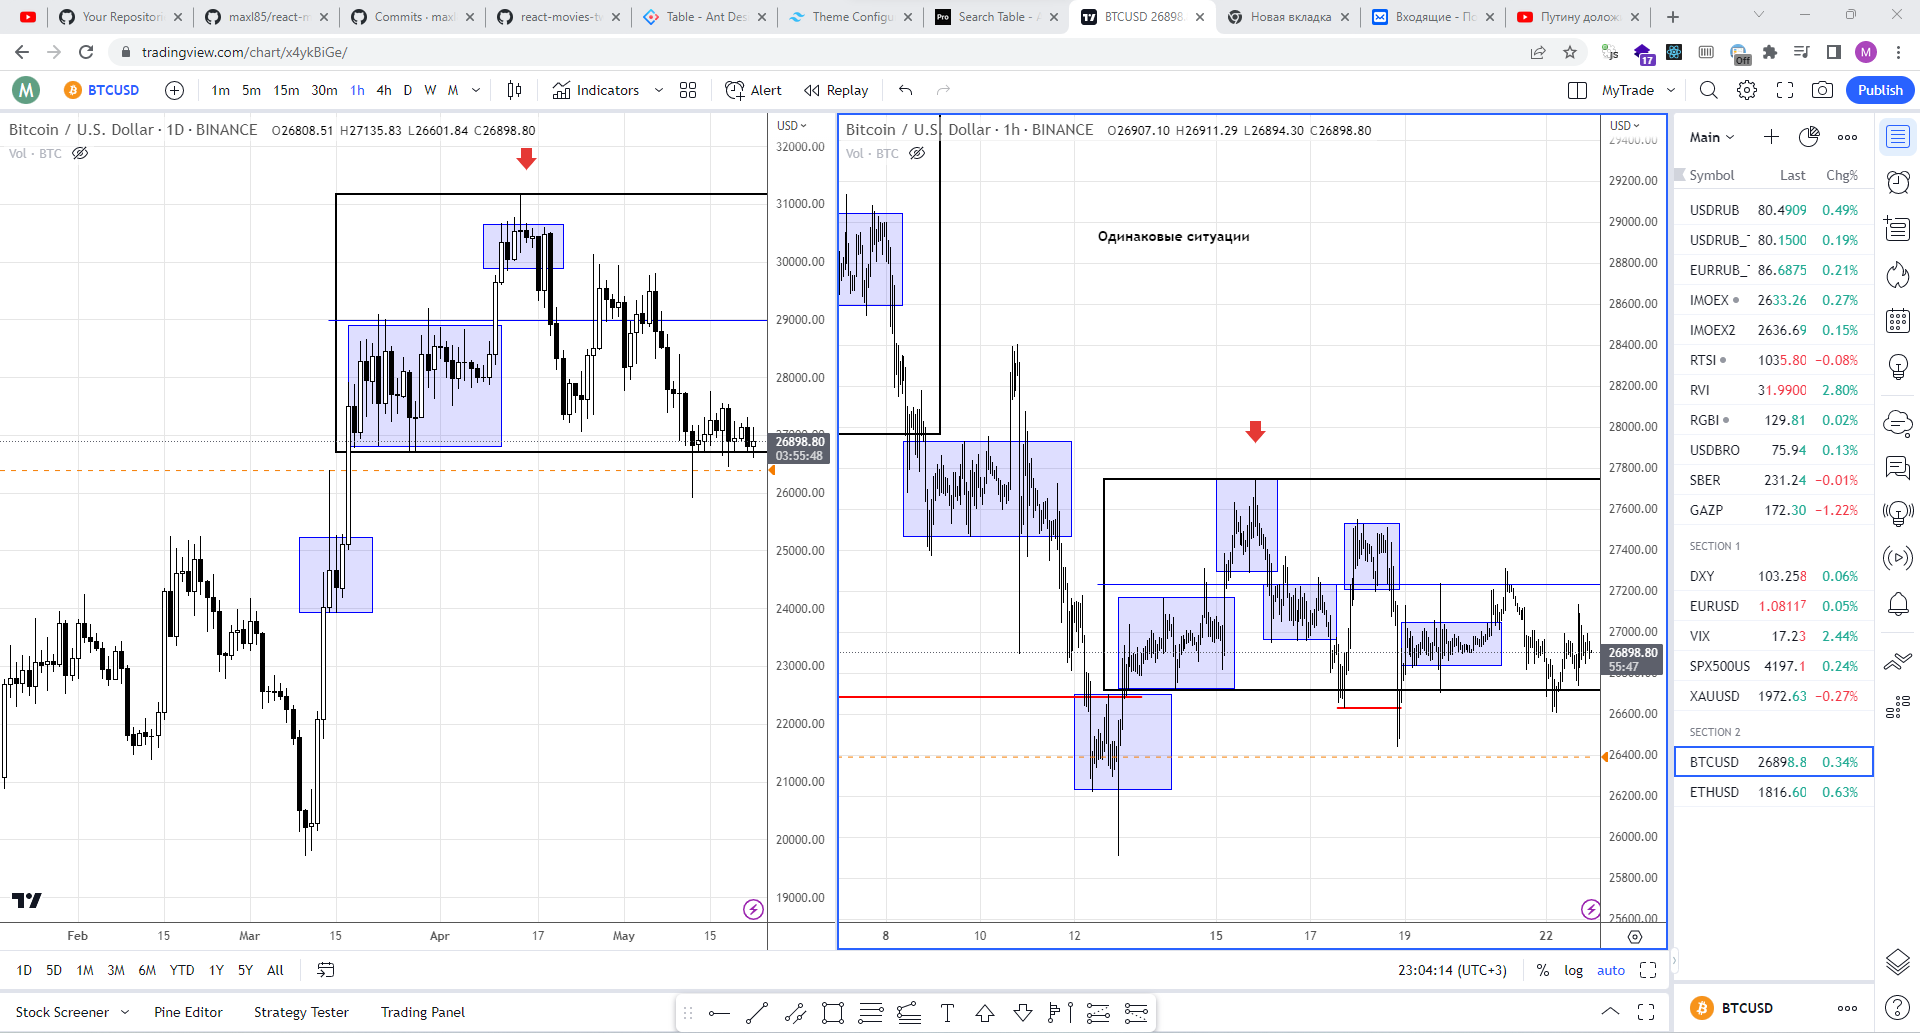 Your Repositori
maxl85/react-m
Commits · maxl
react-movies-tv
Table - Ant Des
Theme Configu
Search Table - A
BTCUSD 26898.
Новая вкладка
Входящие - По
Путину долож
tradingview.com/chart/x4ykBiGe/
js 17 Off M
M BTCUSD 1m 5m 15m 30m 1h 4h D W M Indicators Alert Replay MyTrade Publish
Bitcoin / U.S. Dollar · 1D · BINANCE O26808.51 H27135.83 L26601.84 C26898.80
Vol · BTC
USD
32000.00
31000.00
30000.00
29000.00
28000.00
27000.00
26898.80
03:55:48
26000.00
25000.00
24000.00
23000.00
22000.00
21000.00
20000.00
19000.00
Feb 15 Mar 15 Apr 17 May 15
Bitcoin / U.S. Dollar · 1h · BINANCE O26907.10 H26911.29 L26894.30 C26898.80
Vol · BTC
Одинаковые ситуации
USD
29400.00
29200.00
29000.00
28800.00
28600.00
28400.00
28200.00
28000.00
27800.00
27600.00
27400.00
27200.00
27000.00
26898.80
55:47
26800.00
26600.00
26400.00
26200.00
26000.00
25800.00
25600.00
8 10 12 15 17 19 22
Main
Symbol Last Chg%
USDRUB 80.4909 0.49%
USDRUB_T 80.1500 0.19%
EURRUB_T 86.6875 0.21%
IMOEX 2633.26 0.27%
IMOEX2 2636.69 0.15%
RTSI 1035.80 −0.08%
RVI 31.9900 2.80%
RGBI 129.81 0.02%
USDBRO 75.94 0.13%
SBER 231.24 −0.01%
GAZP 172.30 −1.22%
SECTION 1
DXY 103.258 0.06%
EURUSD 1.08117 0.05%
VIX 17.23 2.44%
SPX500US 4197.1 0.24%
XAUUSD 1972.63 −0.27%
SECTION 2
BTCUSD 26898.8 0.34%
ETHUSD 1816.60 0.63%
1D 5D 1M 3M 6M YTD 1Y 5Y All
23:04:14 (UTC+3) % log auto
Stock Screener Pine Editor Strategy Tester Trading Panel
BTCUSD